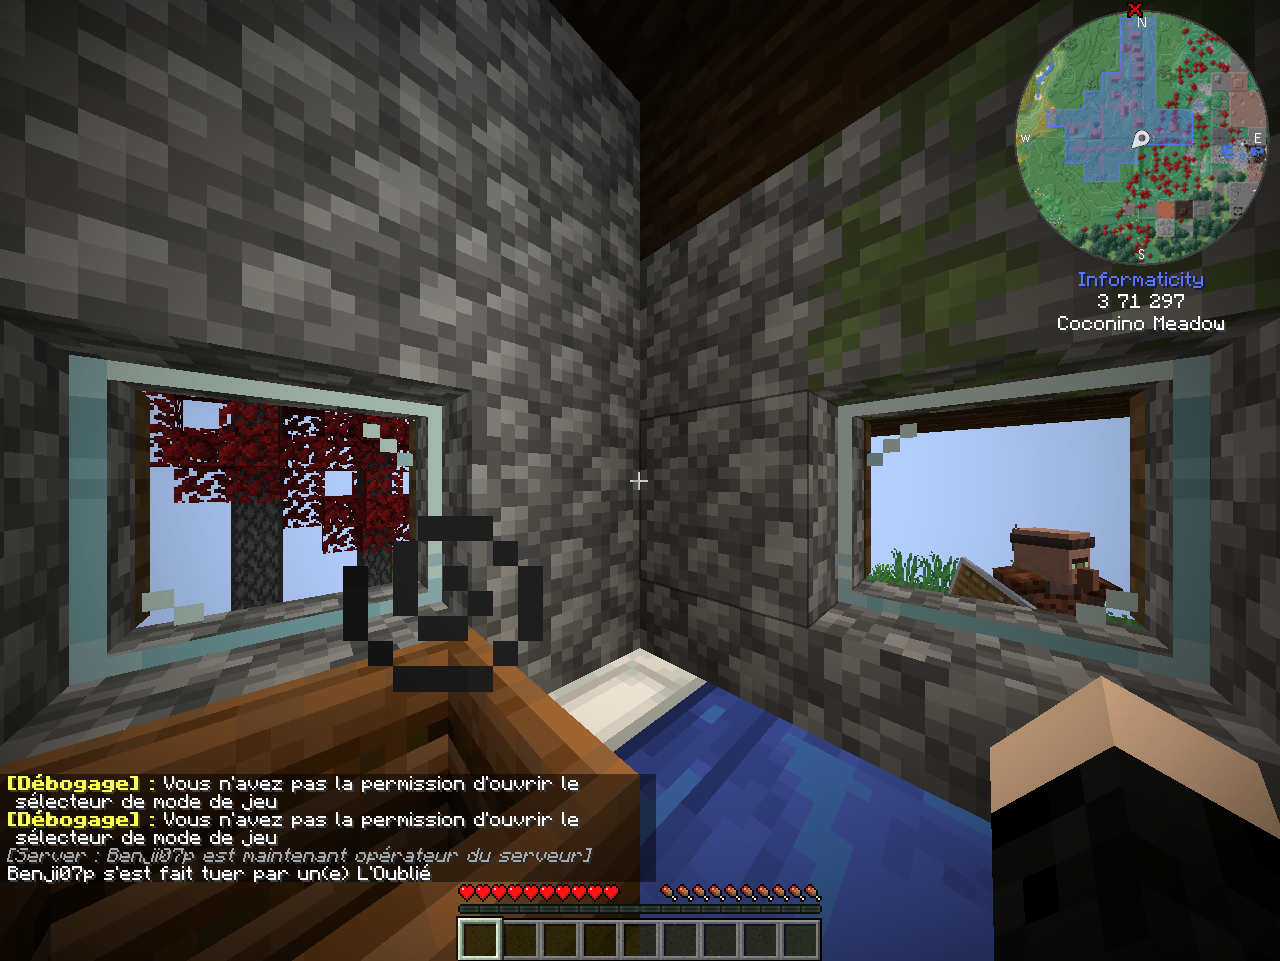 N
W
E
S
Informaticity
3 71 297
Coconino Meadow
[Débogage] : Vous n'avez pas la permission d'ouvrir le
sélecteur de mode de jeu
[Débogage] : Vous n'avez pas la permission d'ouvrir le
sélecteur de mode de jeu
[Server : Benji07p est maintenant opérateur du serveur]
Benji07p s'est fait tuer par un(e) L'Oublié